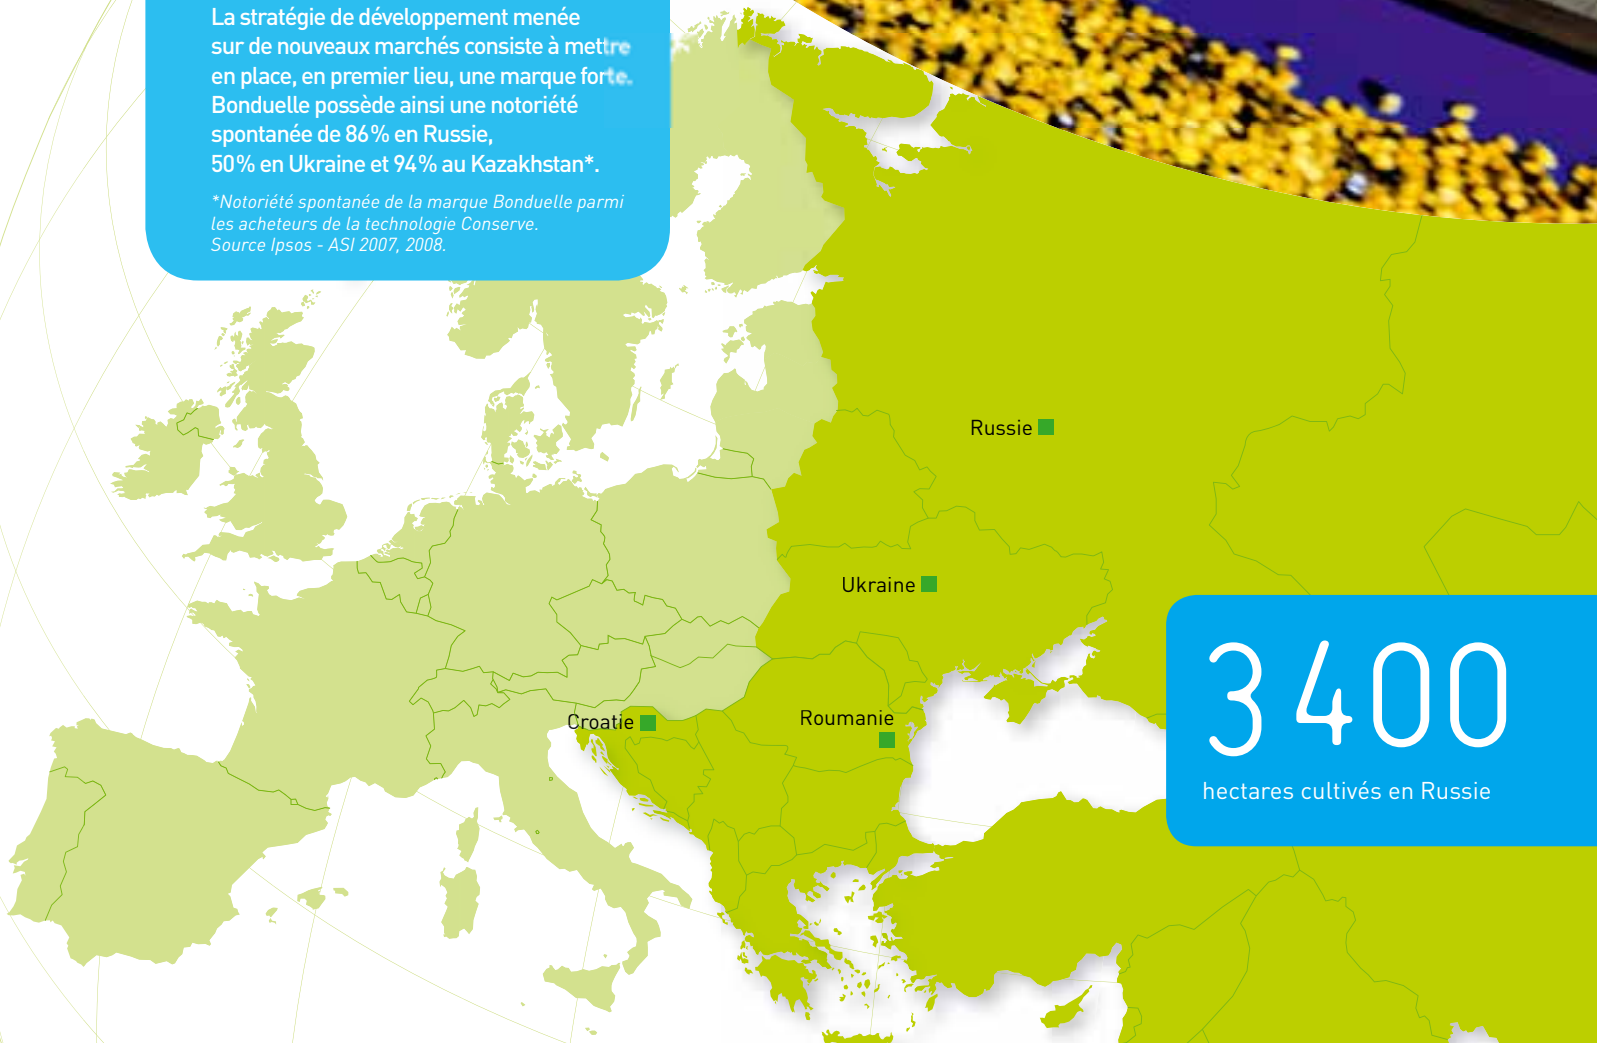 La stratégie de développement menée
sur de nouveaux marchés consiste à mettre
en place, en premier lieu, une marque forte.
Bonduelle possède ainsi une notoriété
spontanée de 86% en Russie,
50% en Ukraine et 94% au Kazakhstan*.
*Notoriété spontanée de la marque Bonduelle parmi
les acheteurs de la technologie Conserve.
Source Ipsos - ASI 2007, 2008.
Russie
Ukraine
Croatie
Roumanie
3400
hectares cultivés en Russie